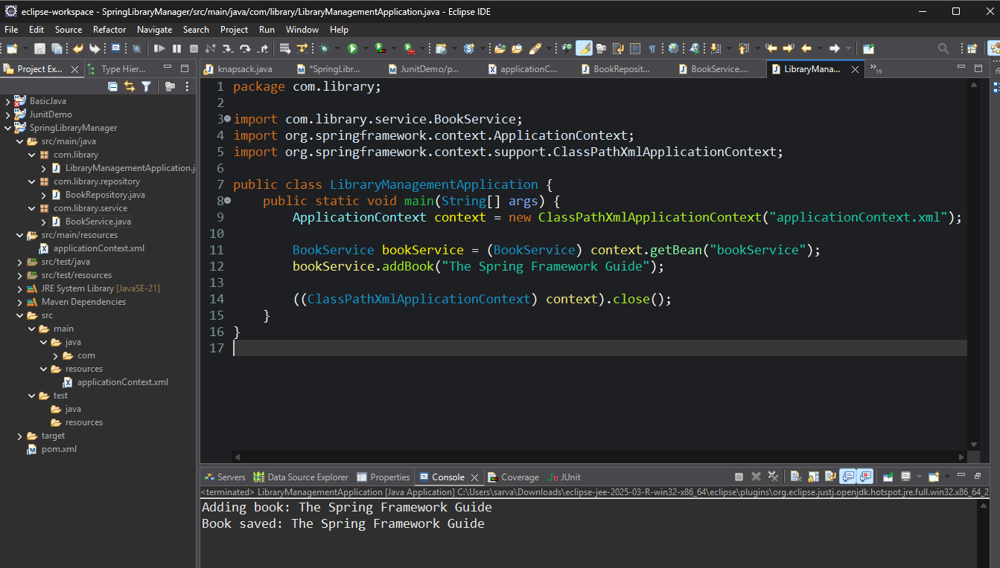 eclipse-workspace - SpringLibraryManager/src/main/java/com/library/LibraryManagementApplication.java - Eclipse IDE
File Edit Source Refactor Navigate Search Project Run Window Help
Project Ex... Type Hier...
BasicJava
JunitDemo
SpringLibraryManager
src/main/java
com.library
LibraryManagementApplication.j
com.library.repository
BookRepository.java
com.library.service
BookService.java
src/main/resources
applicationContext.xml
src/test/java
src/test/resources
JRE System Library [JavaSE-21]
Maven Dependencies
src
main
java
com
resources
applicationContext.xml
test
java
resources
target
pom.xml
knapsack.java *SpringLibr... JunitDemo/p... applicationC... BookReposit... BookService.... LibraryMana... 19
1 package com.library;
2
3 import com.library.service.BookService;
4 import org.springframework.context.ApplicationContext;
5 import org.springframework.context.support.ClassPathXmlApplicationContext;
6
7 public class LibraryManagementApplication {
8 public static void main(String[] args) {
9 ApplicationContext context = new ClassPathXmlApplicationContext("applicationContext.xml");
10
11 BookService bookService = (BookService) context.getBean("bookService");
12 bookService.addBook("The Spring Framework Guide");
13
14 ((ClassPathXmlApplicationContext) context).close();
15 }
16 }
17
Servers Data Source Explorer Properties Console Coverage Ju JUnit
<terminated> LibraryManagementApplication [Java Application] C:\Users\sarva\Downloads\eclipse-jee-2025-03-R-win32-x86_64\eclipse\plugins\org.eclipse.justj.openjdk.hotspot.jre.full.win32.x86_64_2
Adding book: The Spring Framework Guide
Book saved: The Spring Framework Guide